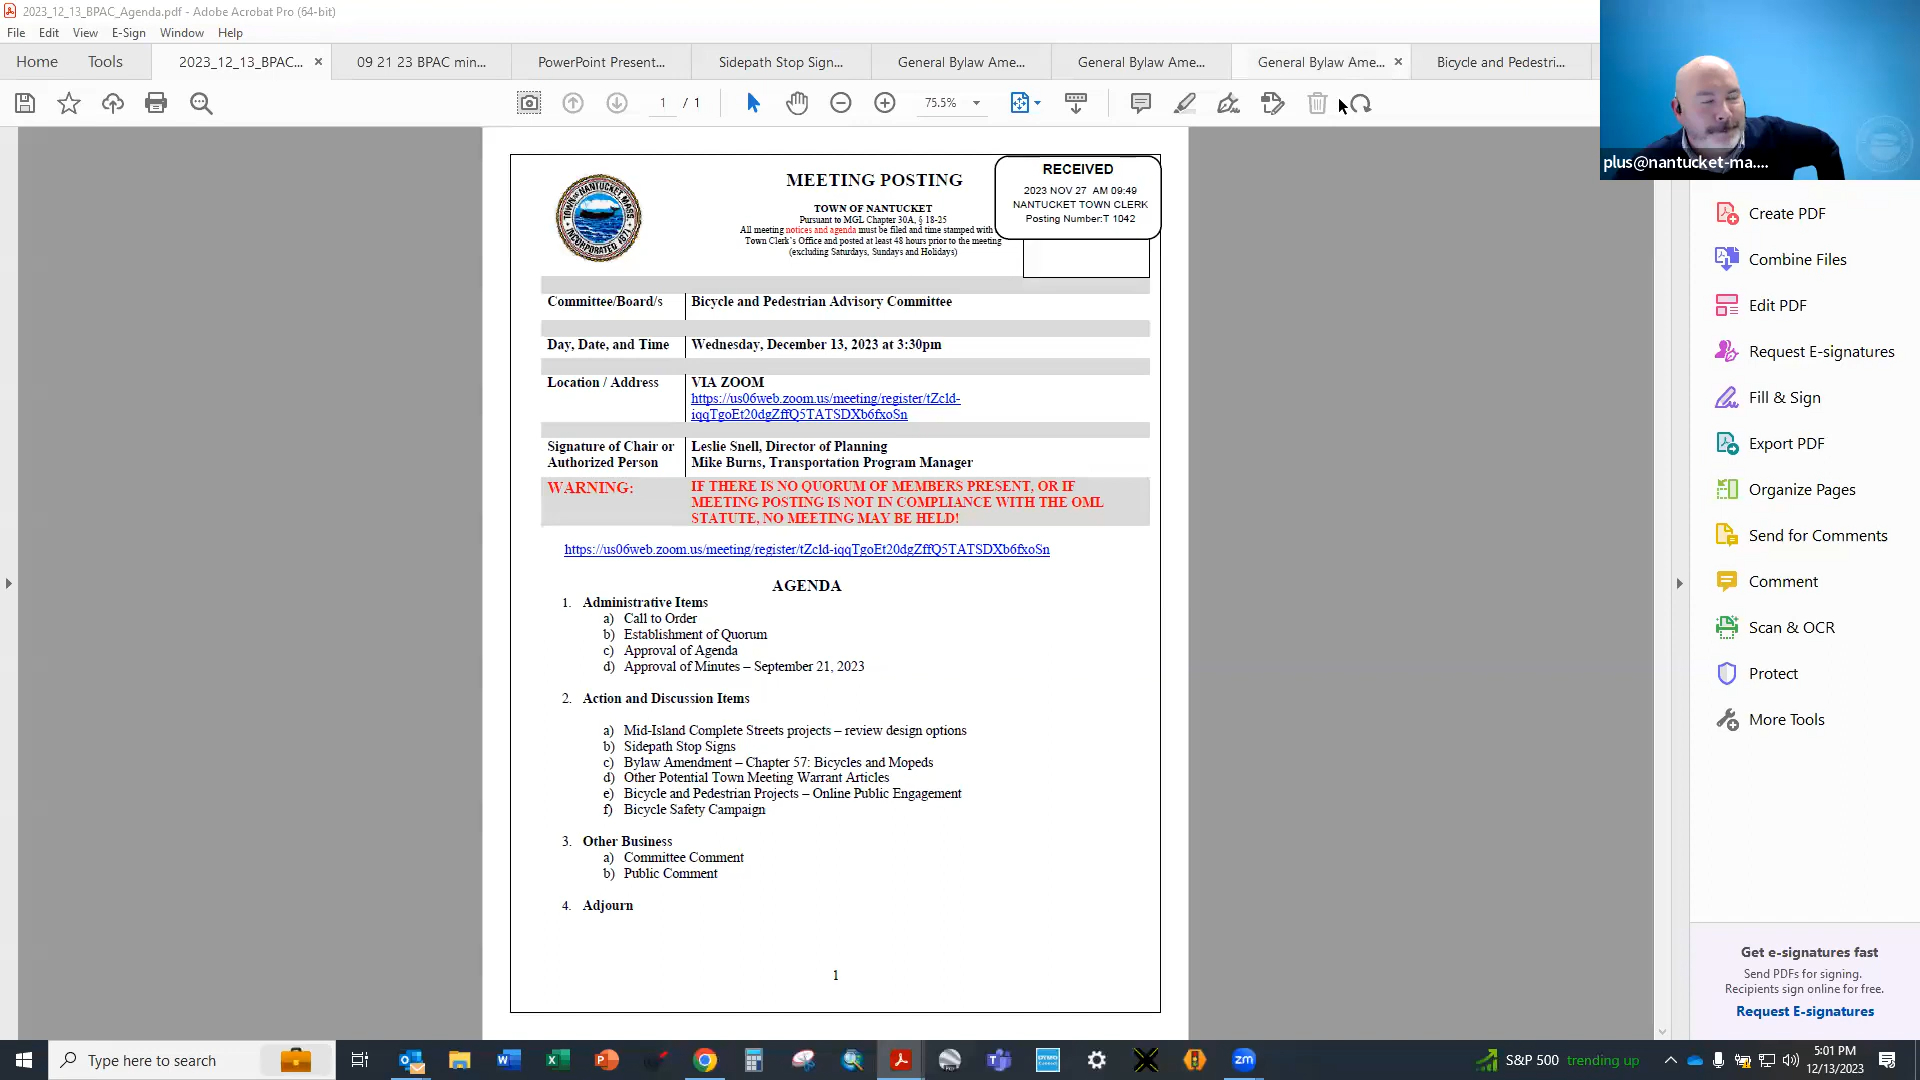 2023_12_13_BPAC_Agenda.pdf - Adobe Acrobat Pro (64-bit)
File Edit View E-Sign Window Help
Home Tools 2023_12_13_BPAC... 09 21 23 BPAC min... PowerPoint Present... Sidepath Stop Sign... General Bylaw Ame... General Bylaw Ame... General Bylaw Ame... Bicycle and Pedestri...
1 / 1 75.5%
plus@nantucket-ma....
MEETING POSTING
TOWN OF NANTUCKET
Pursuant to MGL Chapter 30A, § 18-25
All meeting notices and agenda must be filed and time stamped with
Town Clerk's Office and posted at least 48 hours prior to the meeting
(excluding Saturdays, Sundays and Holidays)
RECEIVED
2023 NOV 27 AM 09:49
NANTUCKET TOWN CLERK
Posting Number:T 1042
TOWN OF NANTUCKET, MASS.
INCORPORATED 1671
Committee/Board/s Bicycle and Pedestrian Advisory Committee
Day, Date, and Time Wednesday, December 13, 2023 at 3:30pm
Location / Address VIA ZOOM
https://us06web.zoom.us/meeting/register/tZcld-
iqqTgoEt20dgZffQ5TATSDXb6fxoSn
Signature of Chair or Leslie Snell, Director of Planning
Authorized Person Mike Burns, Transportation Program Manager
WARNING: IF THERE IS NO QUORUM OF MEMBERS PRESENT, OR IF
MEETING POSTING IS NOT IN COMPLIANCE WITH THE OML
STATUTE, NO MEETING MAY BE HELD!
https://us06web.zoom.us/meeting/register/tZcld-iqqTgoEt20dgZffQ5TATSDXb6fxoSn
AGENDA
1. Administrative Items
a) Call to Order
b) Establishment of Quorum
c) Approval of Agenda
d) Approval of Minutes – September 21, 2023
2. Action and Discussion Items
a) Mid-Island Complete Streets projects – review design options
b) Sidepath Stop Signs
c) Bylaw Amendment – Chapter 57: Bicycles and Mopeds
d) Other Potential Town Meeting Warrant Articles
e) Bicycle and Pedestrian Projects – Online Public Engagement
f) Bicycle Safety Campaign
3. Other Business
a) Committee Comment
b) Public Comment
4. Adjourn
1
Create PDF
Combine Files
Edit PDF
Request E-signatures
Fill & Sign
Export PDF
Organize Pages
Send for Comments
Comment
Scan & OCR
Protect
More Tools
Get e-signatures fast
Send PDFs for signing.
Recipients sign online for free.
Request E-signatures
Type here to search
S&P 500 trending up
5:01 PM
12/13/2023